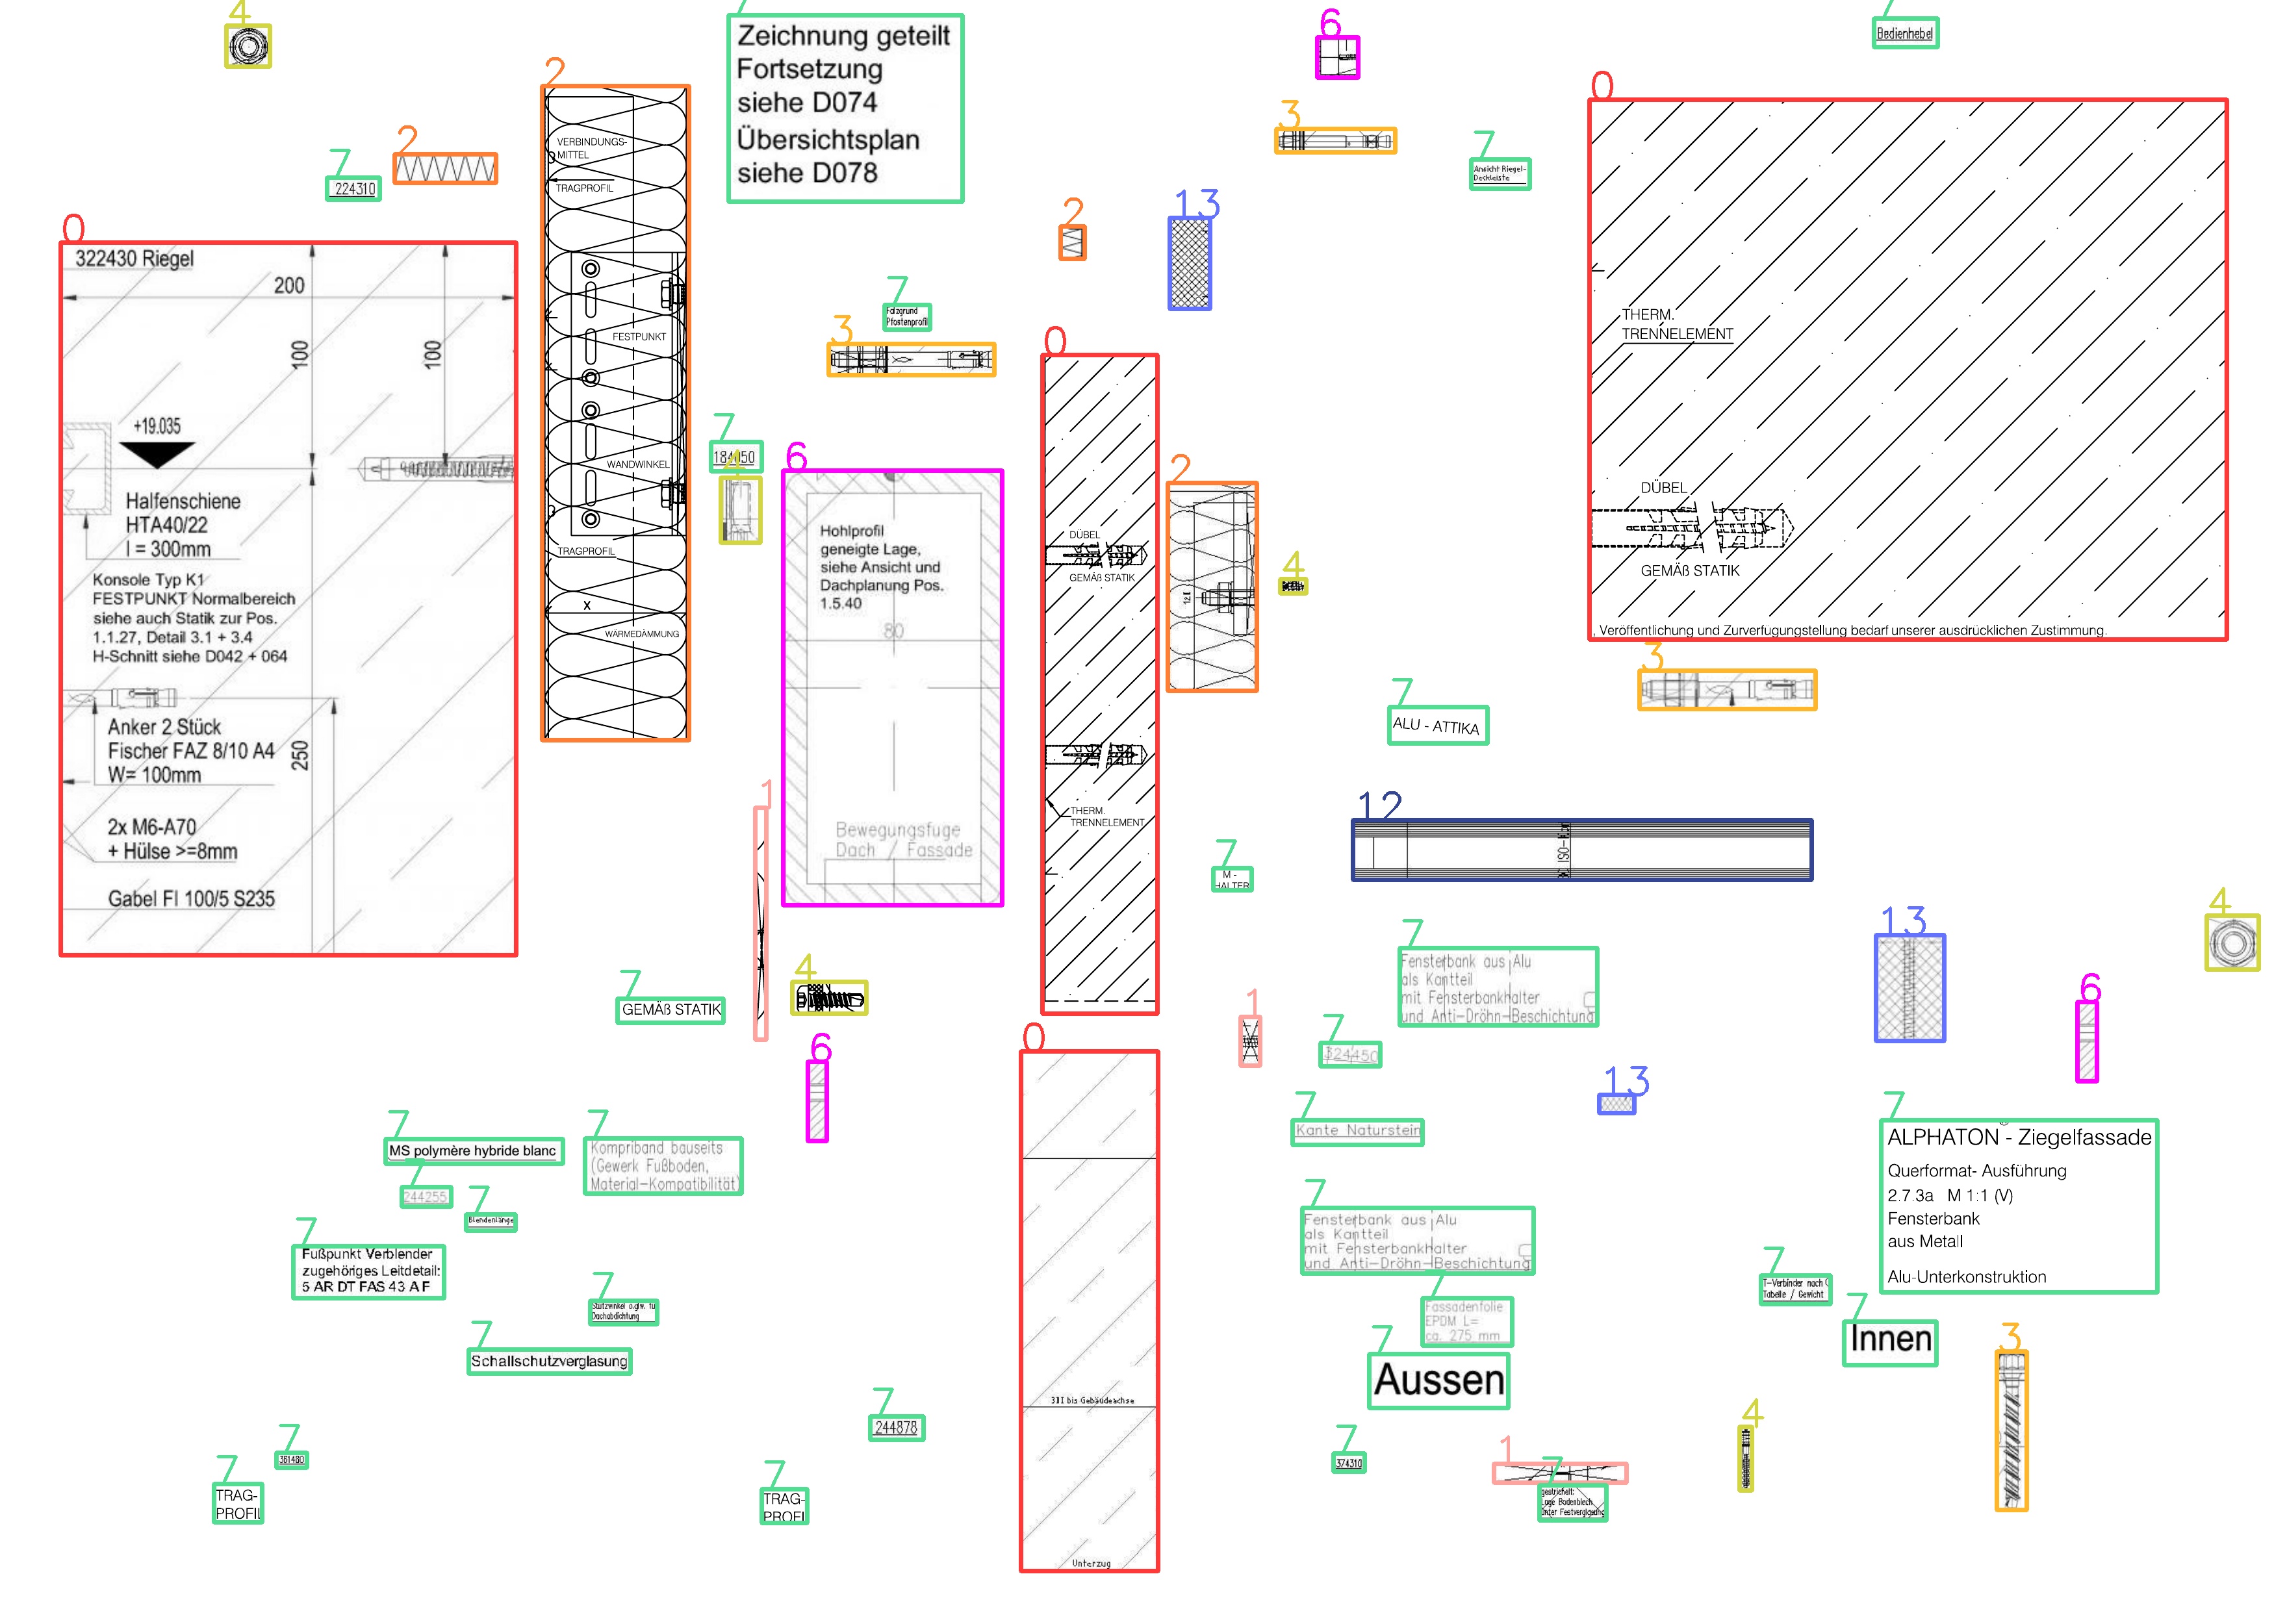 4
7
Zeichnung geteilt
Fortsetzung
siehe D074
Übersichtsplan
siehe D078
6
7
Bedienhebel
2
VERBINDUNGS-
MITTEL
TRAGPROFIL
FESTPUNKT
WANDWINKEL
TRAGPROFIL
X
WÄRMEDÄMMUNG
2
7
224310
3
7
Ansicht Riegel-
Deckleiste
0
THERM.
TRENNELEMENT
DÜBEL
GEMÄß STATIK
, Veröffentlichung und Zurverfügungstellung bedarf unserer ausdrücklichen Zustimmung.
0
322430 Riegel
200
100
100
+19.035
Halfenschiene
HTA40/22
l = 300mm
Konsole Typ K1
FESTPUNKT Normalbereich
siehe auch Statik zur Pos.
1.1.27, Detail 3.1 + 3.4
H-Schnitt siehe D042 + 064
Anker 2 Stück
Fischer FAZ 8/10 A4
W= 100mm
250
2x M6-A70
+ Hülse >=8mm
Gabel Fl 100/5 S235
2
13
7
Falzgrund
Pfostenprofil
3
0
DÜBEL
GEMÄß STATIK
THERM.
TRENNELEMENT
7
184050
4
6
Hohlprofil
geneigte Lage,
siehe Ansicht und
Dachplanung Pos.
1.5.40
80
Bewegungsfuge
Dach / Fassade
2
121
4
3
7
ALU - ATTIKA
1
12
7
M -
HALTER
7
Fensterbank aus Alu
als Kantteil
mit Fensterbankhalter
und Anti-Dröhn-Beschichtung
13
4
7
GEMÄß STATIK
4
6
0
311 bis Gebäudeachse
Unterzug
1
7
324450
6
13
7
Kante Naturstein
7
MS polymère hybride blanc
7
Kompriband bauseits
(Gewerk Fußboden,
Material-Kompatibilität)
7
244255
7
Blendenlänge
7
Fußpunkt Verblender
zugehöriges Leitdetail:
5 AR DT FAS 43 A F
7
ALPHATON - Ziegelfassade
Querformat- Ausführung
2.7.3a M 1:1 (V)
Fensterbank
aus Metall
Alu-Unterkonstruktion
7
Fensterbank aus Alu
als Kantteil
mit Fensterbankhalter
und Anti-Dröhn-Beschichtung
7
Stützwinkel o.glw. fü
Dachabdichtung
7
T-Verbinder nach
Tabelle / Gewicht
7
Fassadenfolie
EPDM L=
ca. 275 mm
7
Innen
7
Schallschutzverglasung
7
Aussen
3
7
244878
7
361480
7
374310
4
7
TRAG-
PROFIL
7
TRAG-
PROFI
1
7
gestrichelt:
Lage Bodenblech
unter Festverglasung